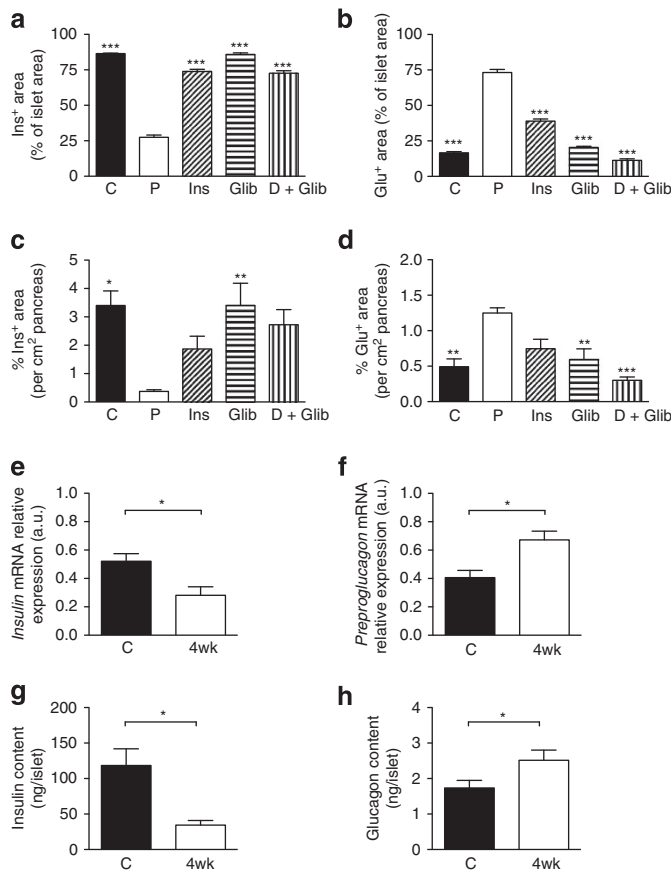 a
Ins⁺ area
(% of islet area)
100
75
50
25
0
***
***
***
***
C P Ins Glib D + Glib
b
Glu⁺ area (% of islet area)
100
75
50
25
0
***
***
***
***
C P Ins Glib D + Glib
c
% Ins⁺ area
(per cm² pancreas)
5
4
3
2
1
0
*
**
C P Ins Glib D + Glib
d
% Glu⁺ area
(per cm² pancreas)
2.0
1.5
1.0
0.5
0.0
**
**
***
C P Ins Glib D + Glib
e
Insulin mRNA relative
expression (a.u.)
1.0
0.8
0.6
0.4
0.2
0.0
*
C 4wk
f
Preproglucagon mRNA
relative expression (a.u.)
1.0
0.8
0.6
0.4
0.2
0.0
*
C 4wk
g
Insulin content
(ng/islet)
200
150
100
50
0
*
C 4wk
h
Glucagon content
(ng/islet)
4
3
2
1
0
*
C 4wk